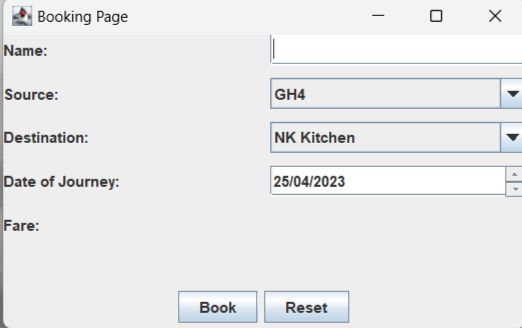 Booking Page
Name:
Source: GH4
Destination: NK Kitchen
Date of Journey: 25/04/2023
Fare:
Book Reset